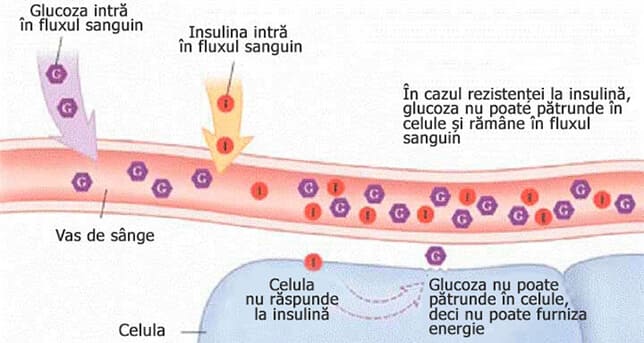 Glucoza intră
în fluxul sanguin
G
G
Insulina intră
în fluxul sanguin
I
I
În cazul rezistenței la insulină,
glucoza nu poate pătrunde în
celule și rămâne în fluxul
sanguin
G
G
G
G
I
G
I
I
G
G
I
G
I
G
G
I
G
G
I
G
I
G
I
G
Vas de sânge
I
G
Celula
nu răspunde
la insulină
Glucoza nu poate
pătrunde în celule,
deci nu poate furniza
energie
Celula